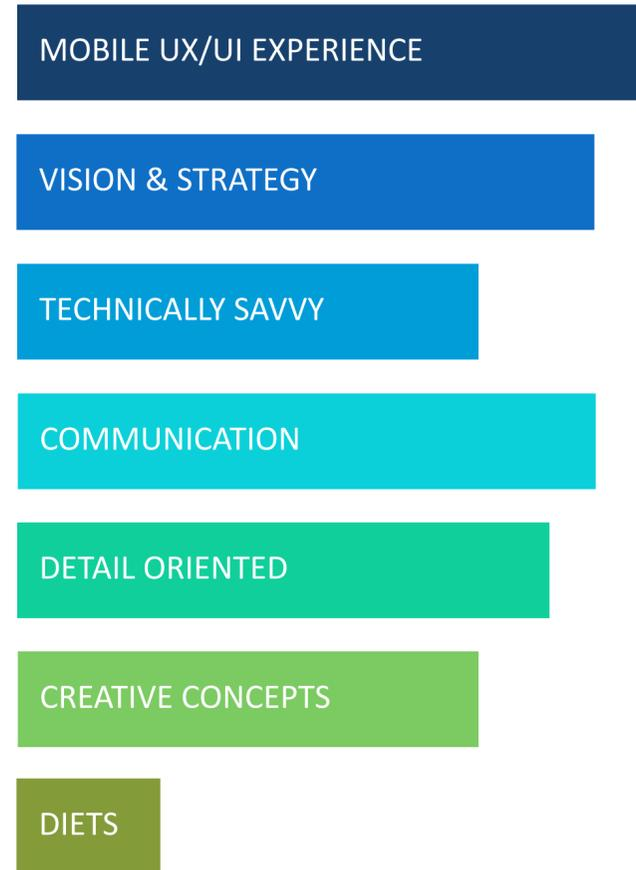 MOBILE UX/UI EXPERIENCE
VISION & STRATEGY
TECHNICALLY SAVVY
COMMUNICATION
DETAIL ORIENTED
CREATIVE CONCEPTS
DIETS